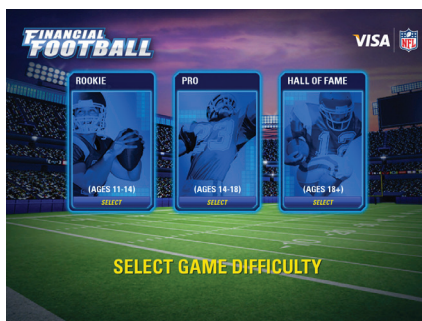 FINANCIAL
FOOTBALL
VISA
NFL
ROOKIE
PRO
HALL OF FAME
(AGES 11-14)
(AGES 14-18)
(AGES 18+)
SELECT
SELECT
SELECT
SELECT GAME DIFFICULTY